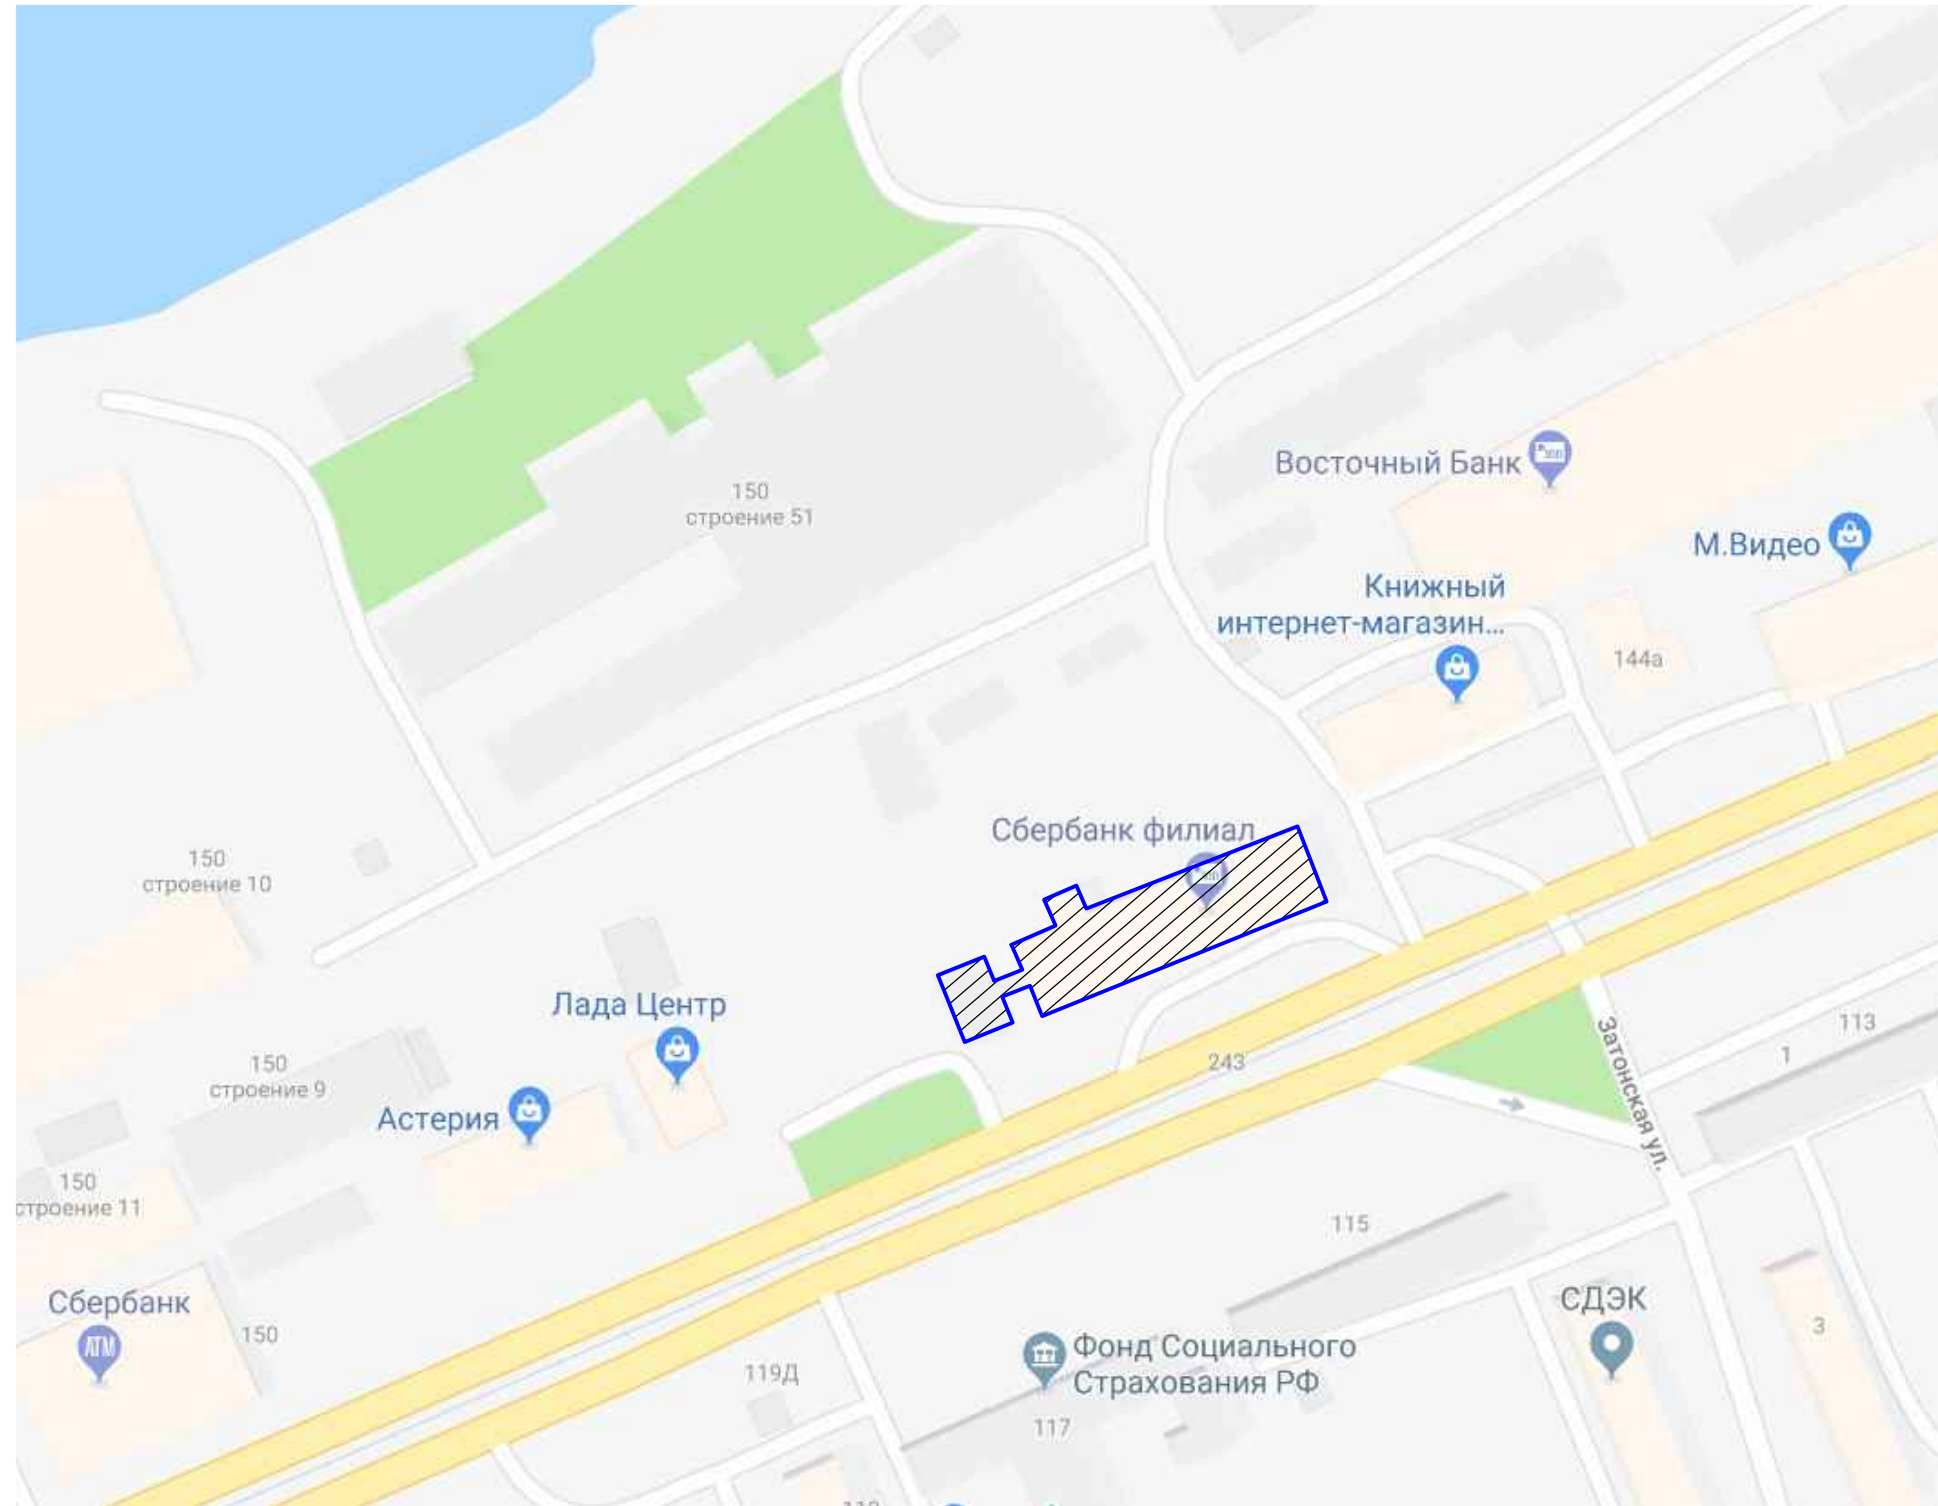 150
строение 51
Восточный Банк
М.Видео
Книжный
интернет-магазин...
144а
Сбербанк филиал
150
строение 10
Лада Центр
150
строение 9
Астерия
243
Затонская ул.
113
1
150
строение 11
115
Сбербанк
ATM
150
СДЭК
3
119Д
Фонд Социального
Страхования РФ
117